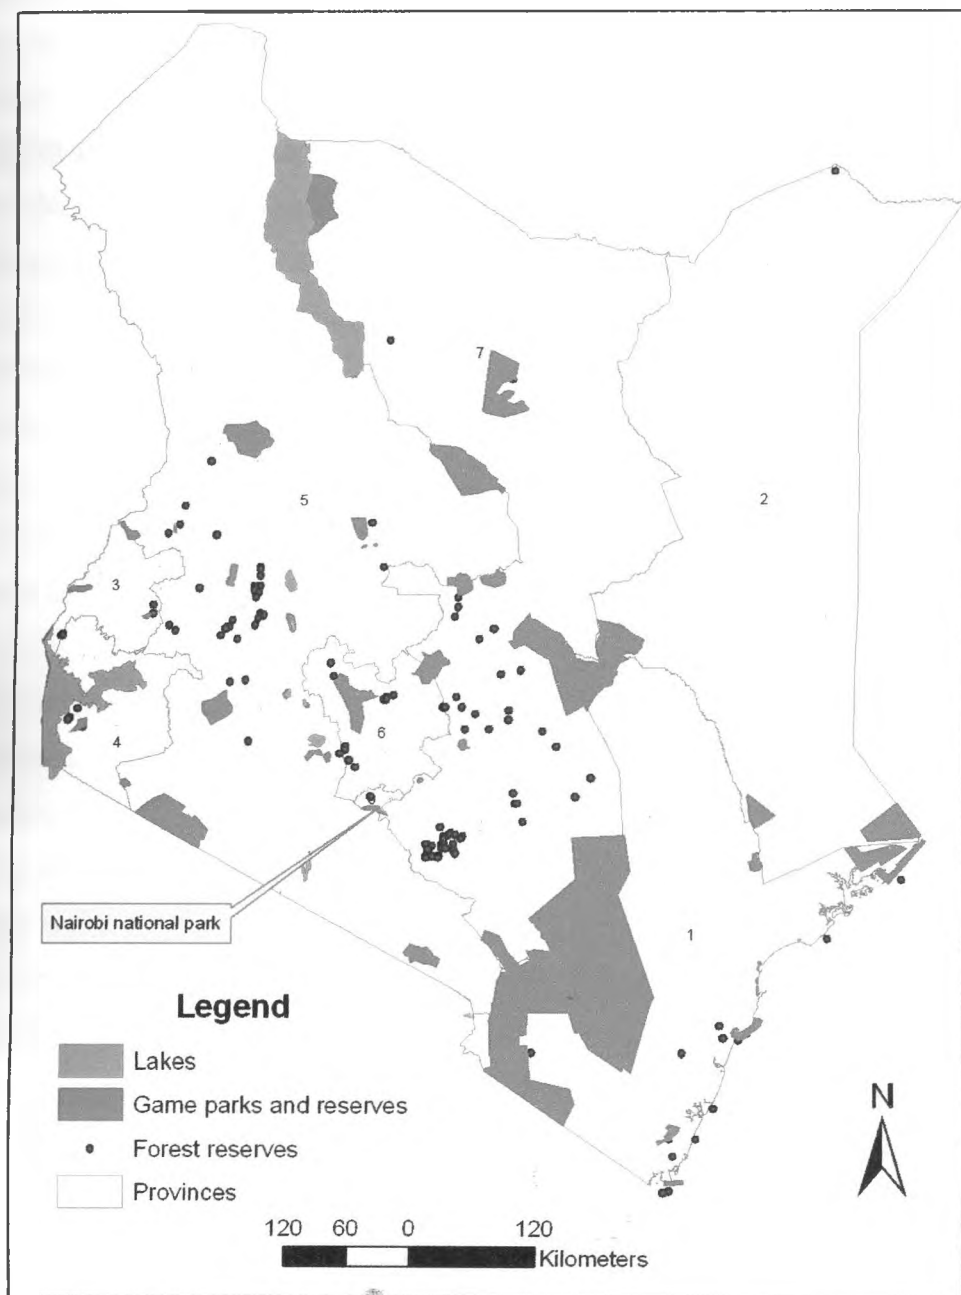 7
5
2
3
6
4
1
Nairobi national park
Legend
Lakes
Game parks and reserves
Forest reserves
Provinces
N
120 60 0 120
Kilometers